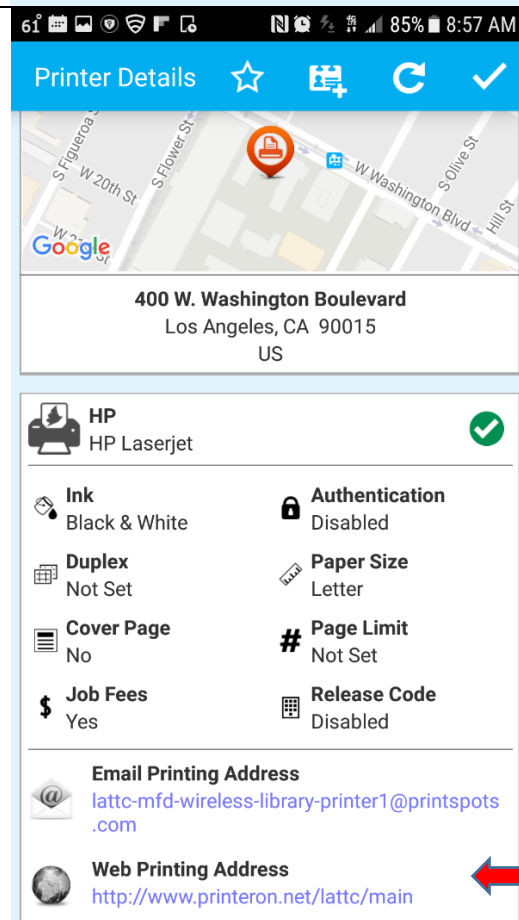 61° 85% 8:57 AM
Printer Details
S Figueroa St
S Flower St
W 20th St
W Washington Blvd
S Olive St
Hill St
Google
400 W. Washington Boulevard
Los Angeles, CA 90015
US
HP
HP Laserjet
Ink
Black & White
Authentication
Disabled
Duplex
Not Set
Paper Size
Letter
Cover Page
No
# Page Limit
Not Set
$ Job Fees
Yes
Release Code
Disabled
@ Email Printing Address
lattc-mfd-wireless-library-printer1@printspots
.com
Web Printing Address
http://www.printeron.net/lattc/main